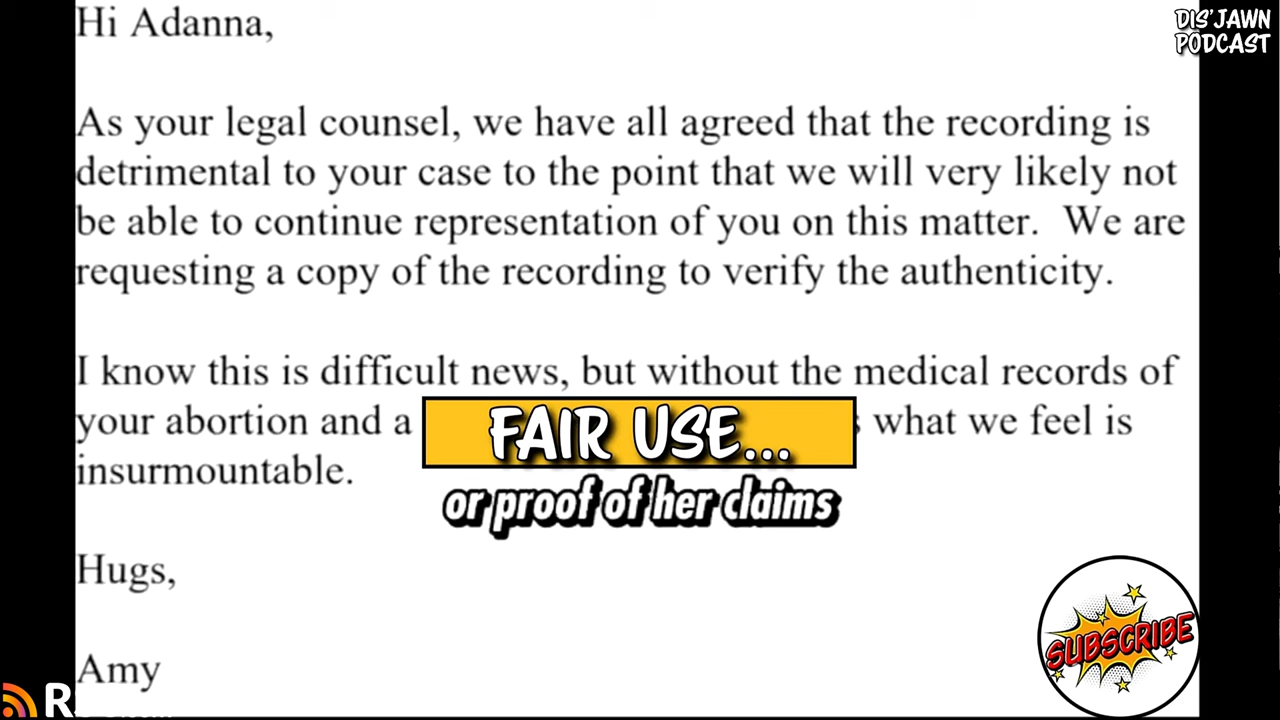 Hi Adanna,
DIS'JAWN
PODCAST
As your legal counsel, we have all agreed that the recording is
detrimental to your case to the point that we will very likely not
be able to continue representation of you on this matter. We are
requesting a copy of the recording to verify the authenticity.
I know this is difficult news, but without the medical records of
your abortion and a what we feel is
FAIR USE...
insurmountable.
or proof of her claims
Hugs,
SUBSCRIBE
Amy